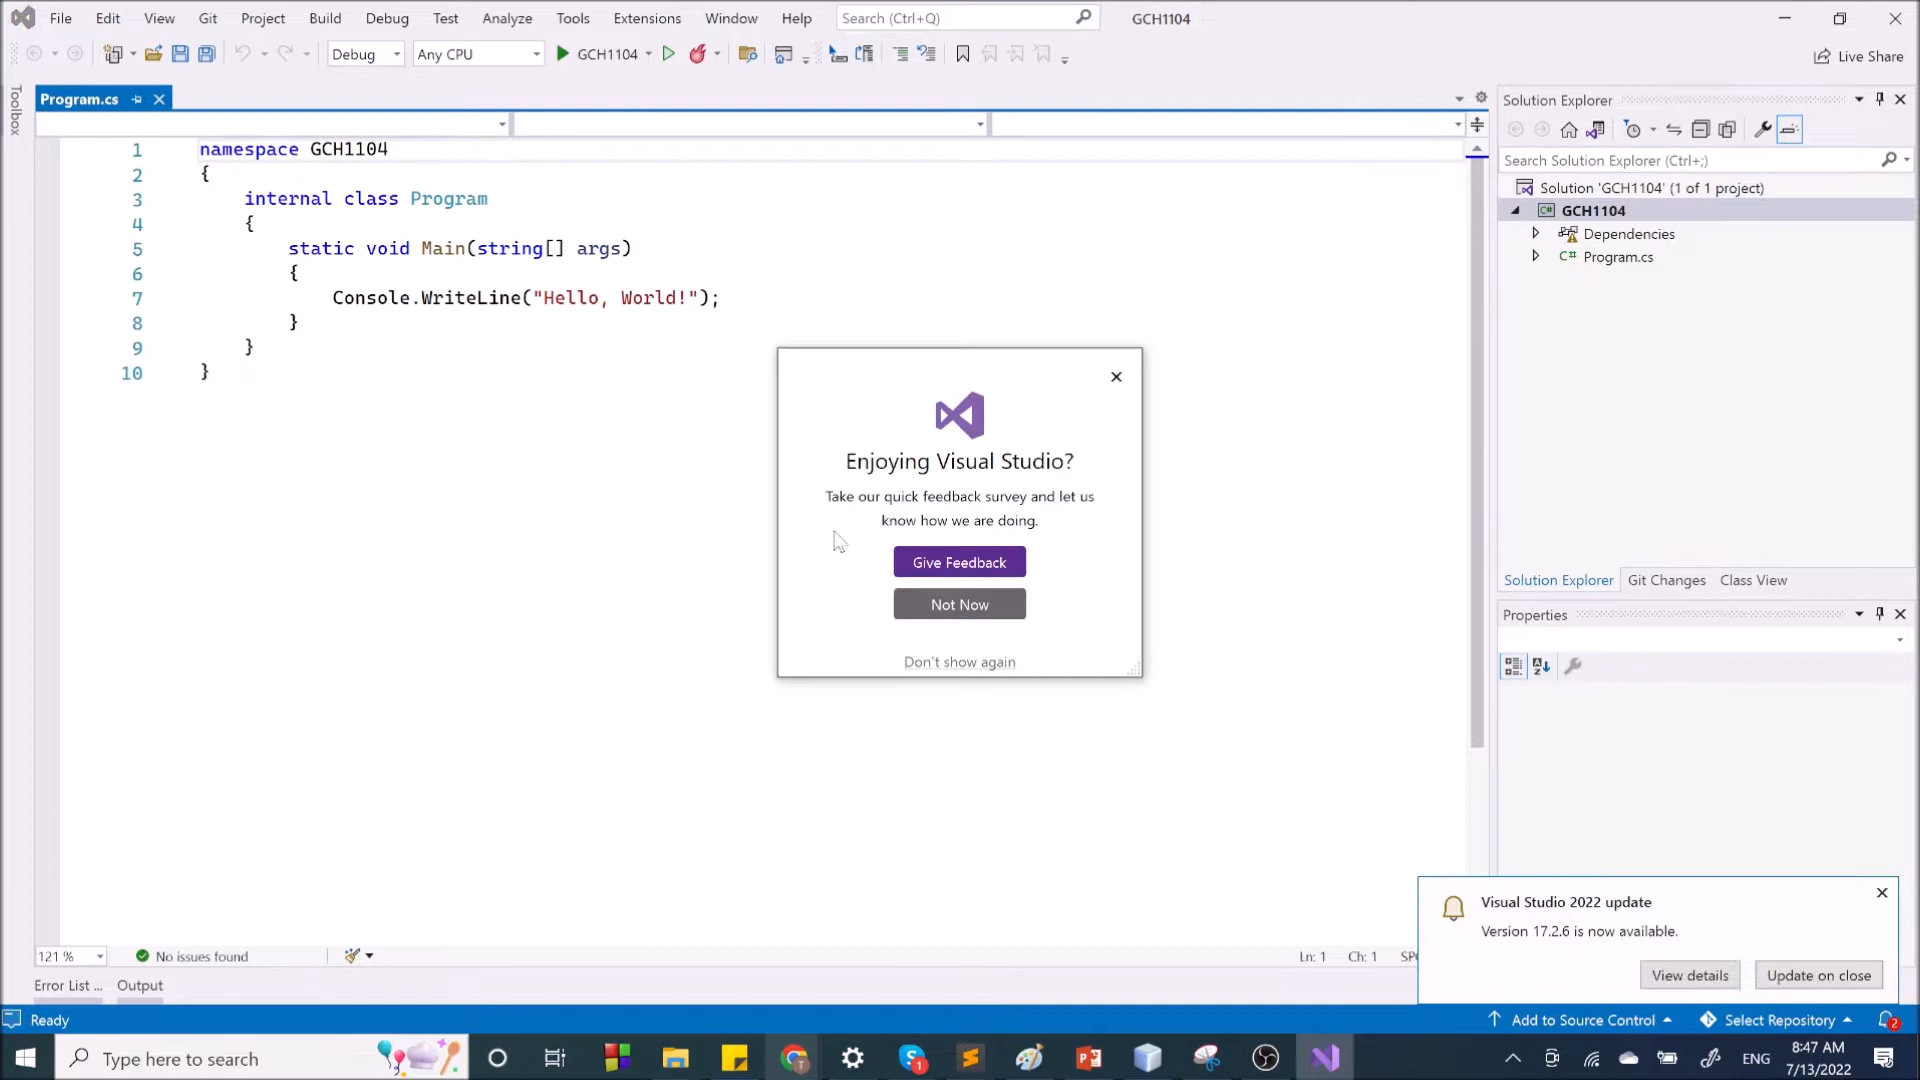 File Edit View Git Project Build Debug Test Analyze Tools Extensions Window Help Search (Ctrl+Q) GCH1104
Debug Any CPU GCH1104 Live Share
Toolbox
Program.cs
1 namespace GCH1104
2 {
3 internal class Program
4 {
5 static void Main(string[] args)
6 {
7 Console.WriteLine("Hello, World!");
8 }
9 }
10 }
Enjoying Visual Studio?
Take our quick feedback survey and let us
know how we are doing.
Give Feedback
Not Now
Don't show again
Solution Explorer
Search Solution Explorer (Ctrl+;)
Solution 'GCH1104' (1 of 1 project)
C# GCH1104
Dependencies
C# Program.cs
Solution Explorer Git Changes Class View
Properties
Visual Studio 2022 update
Version 17.2.6 is now available.
View details Update on close
121 % No issues found Ln: 1 Ch: 1 SPC
Error List ... Output
Ready Add to Source Control Select Repository 2
Type here to search 1 ENG 8:47 AM
7/13/2022